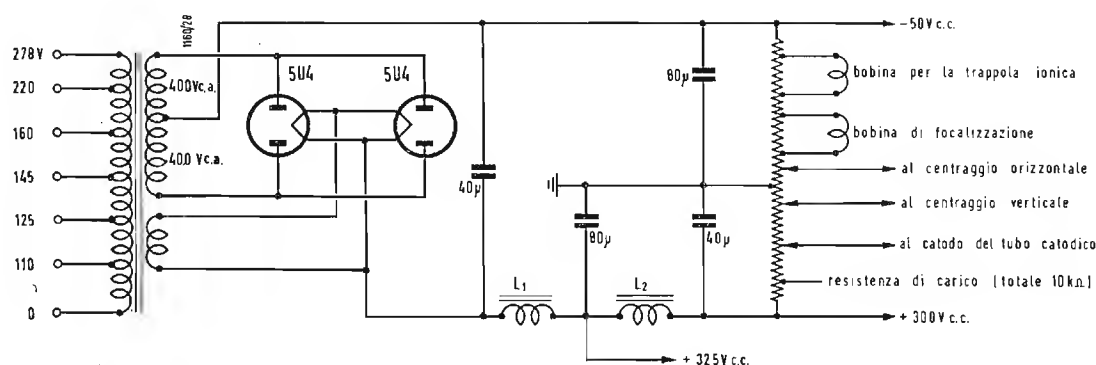 1160/28
278V
220
160
145
125
110
0
400Vc.a.
400 Vc.a.
5U4
5U4
40µ
80µ
80µ
40µ
L1
L2
-50V c.c.
bobina per la trappola ionica
bobina di focalizzazione
al centraggio orizzontale
al centraggio verticale
al catodo del tubo catodico
resistenza di carico (totale 10kΩ)
+ 300V c.c.
+ 325V c.c.